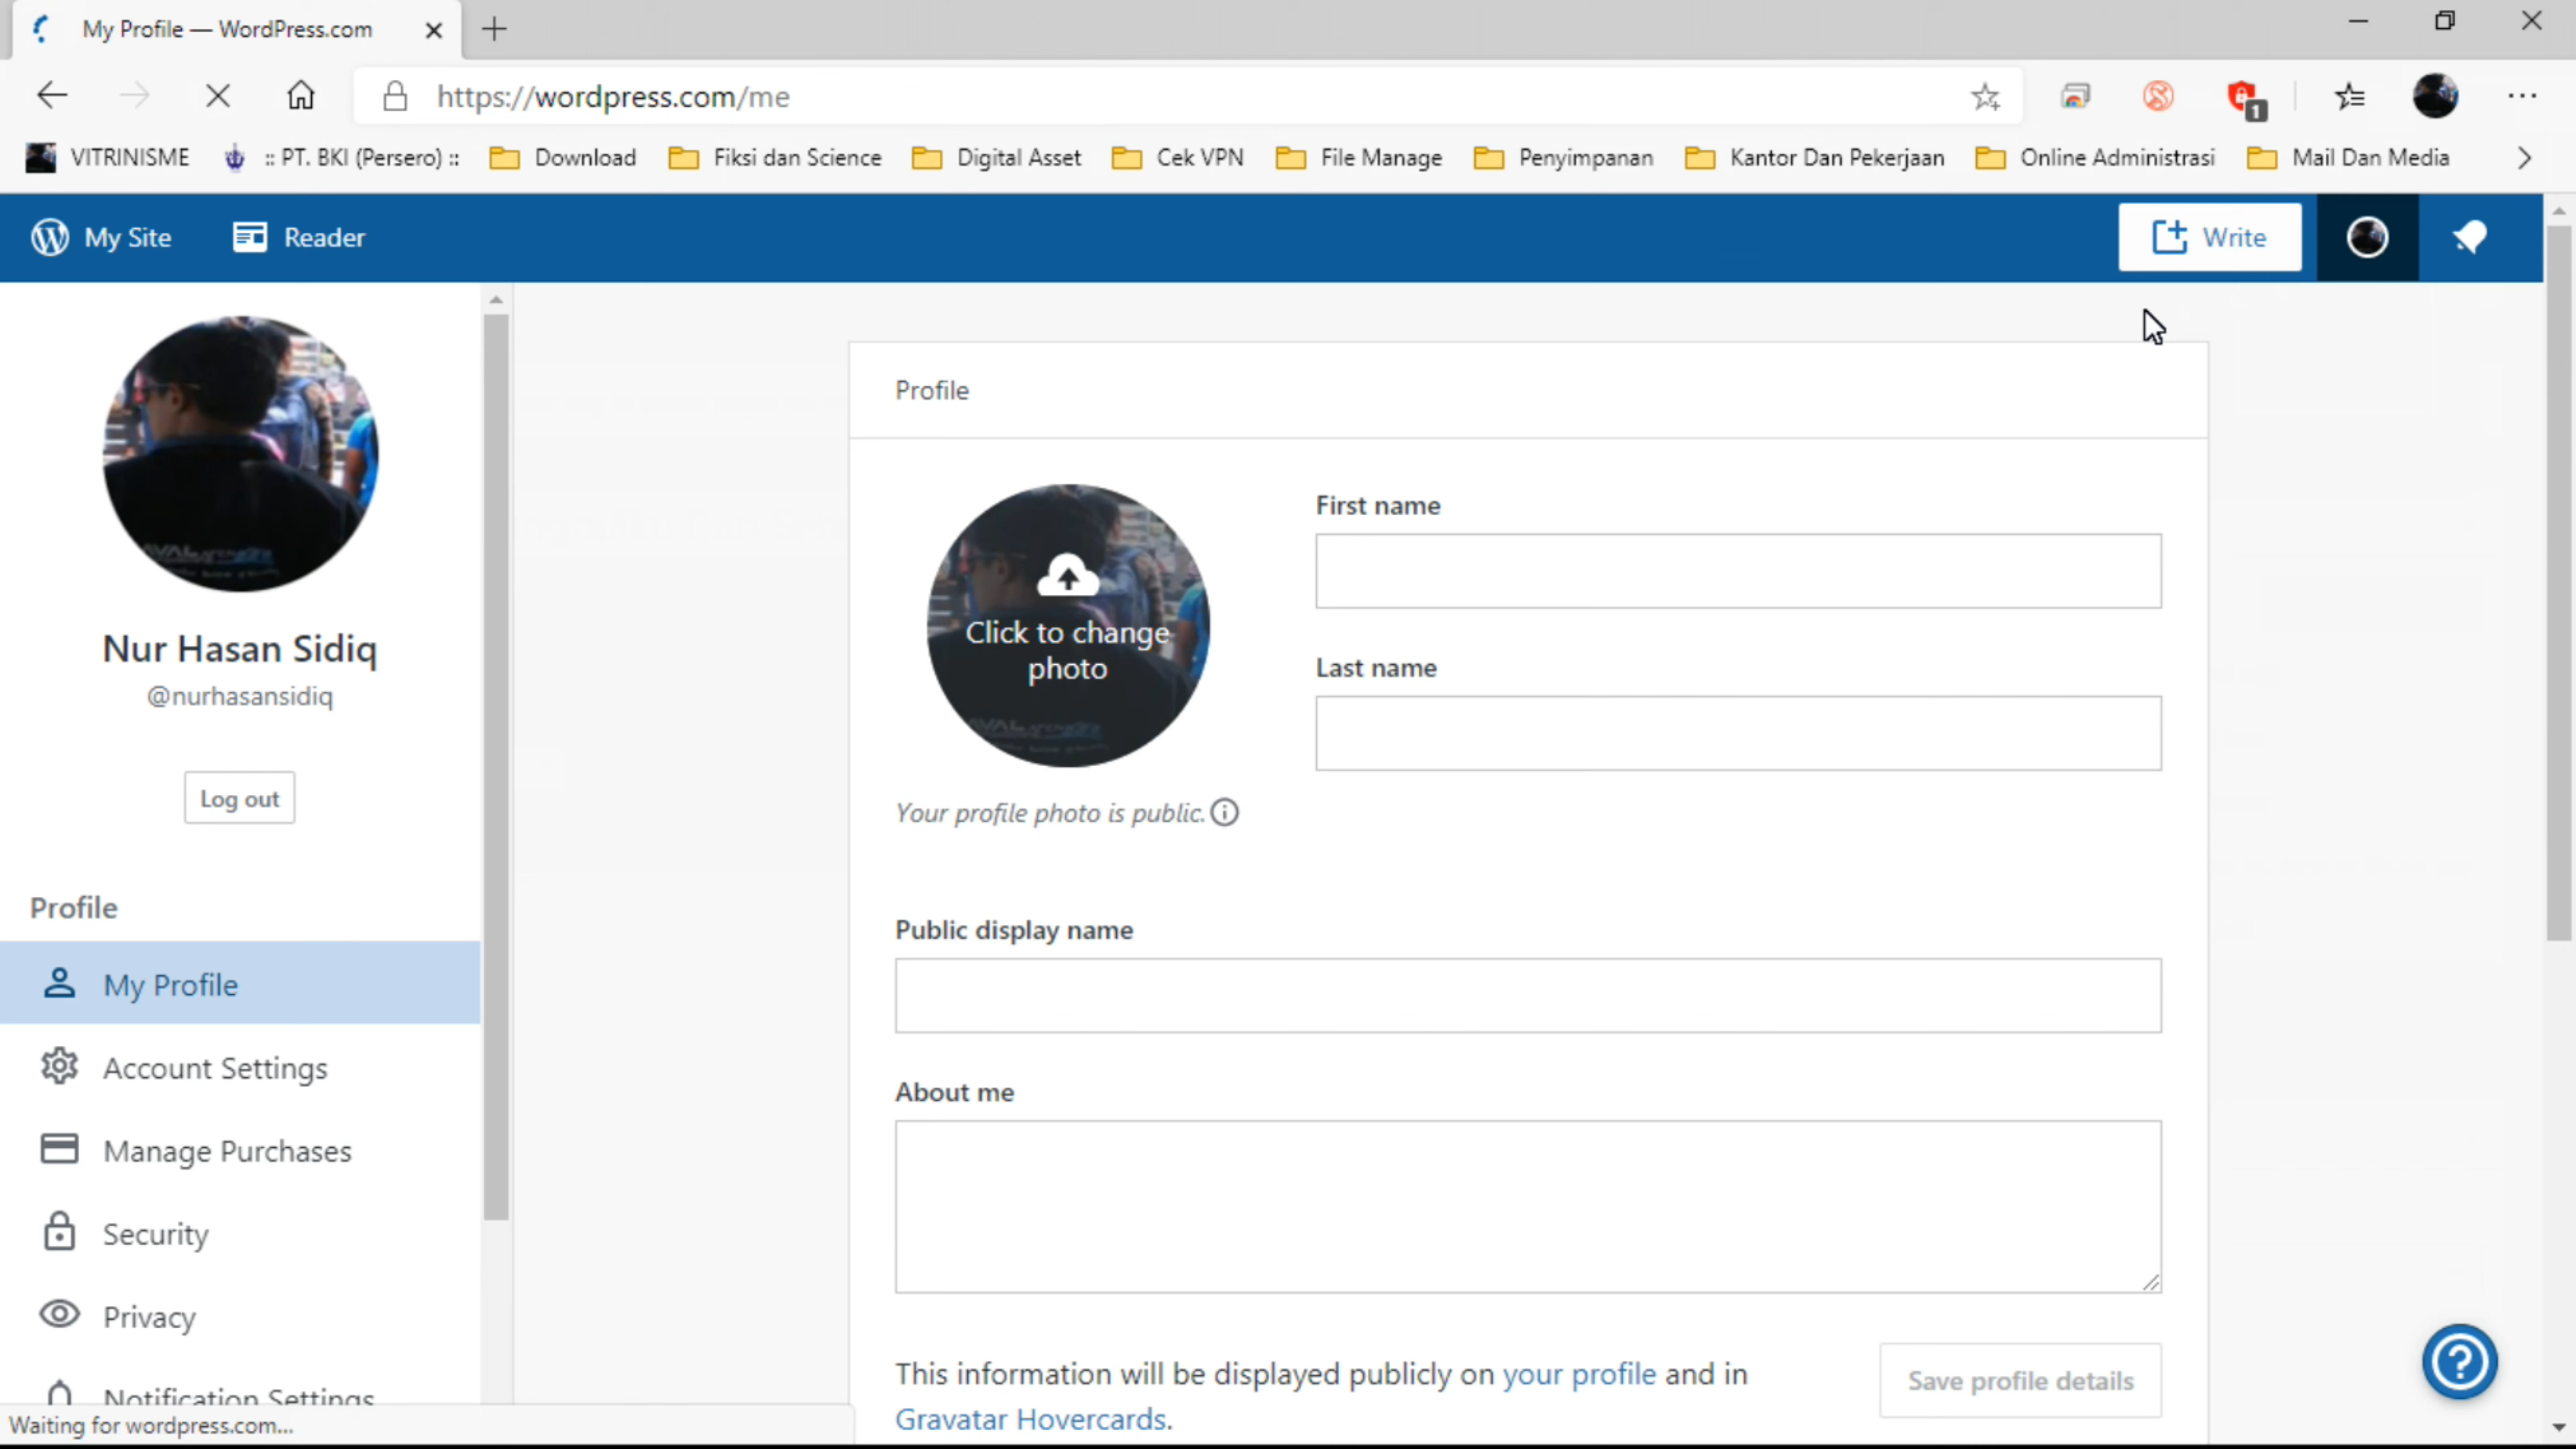 My Profile — WordPress.com
https://wordpress.com/me
1
VITRINISME
:: PT. BKI (Persero) ::
Download
Fiksi dan Science
Digital Asset
Cek VPN
File Manage
Penyimpanan
Kantor Dan Pekerjaan
Online Administrasi
Mail Dan Media
My Site
Reader
Write
Nur Hasan Sidiq
@nurhasansidiq
Log out
Profile
My Profile
Account Settings
Manage Purchases
Security
Privacy
Notification Settings
Waiting for wordpress.com...
Profile
Click to change
photo
Your profile photo is public.
First name
Last name
Public display name
About me
This information will be displayed publicly on your profile and in
Gravatar Hovercards.
Save profile details